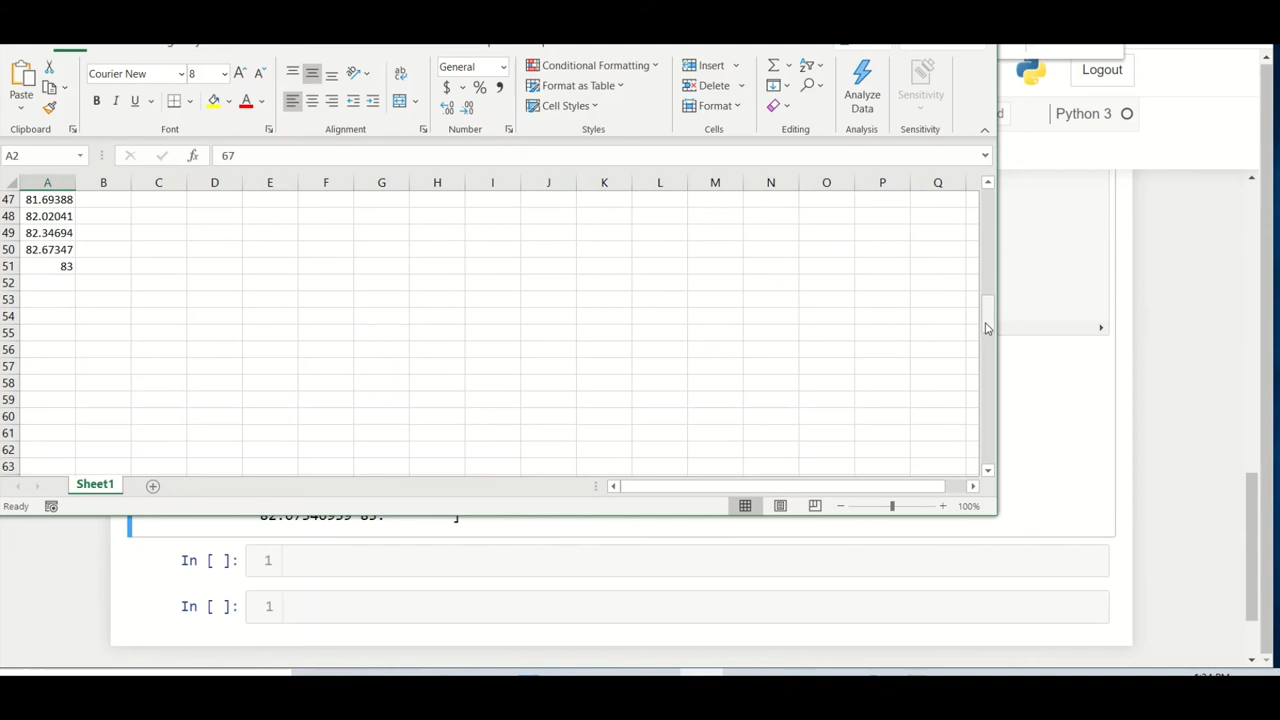 Courier New
8
General
Conditional Formatting
Insert
Paste
B
I
U
A
$ % ,
Format as Table
Delete
Analyze Data
Sensitivity
Cell Styles
Format
Clipboard
Font
Alignment
Number
Styles
Cells
Editing
Analysis
Sensitivity
Logout
Python 3
A2
fx
67
A B C D E F G H I J K L M N O P Q
47 81.69388
48 82.02041
49 82.34694
50 82.67347
51 83
52
53
54
55
56
57
58
59
60
61
62
63
Sheet1
Ready
100%
In [ ]: 1
In [ ]: 1